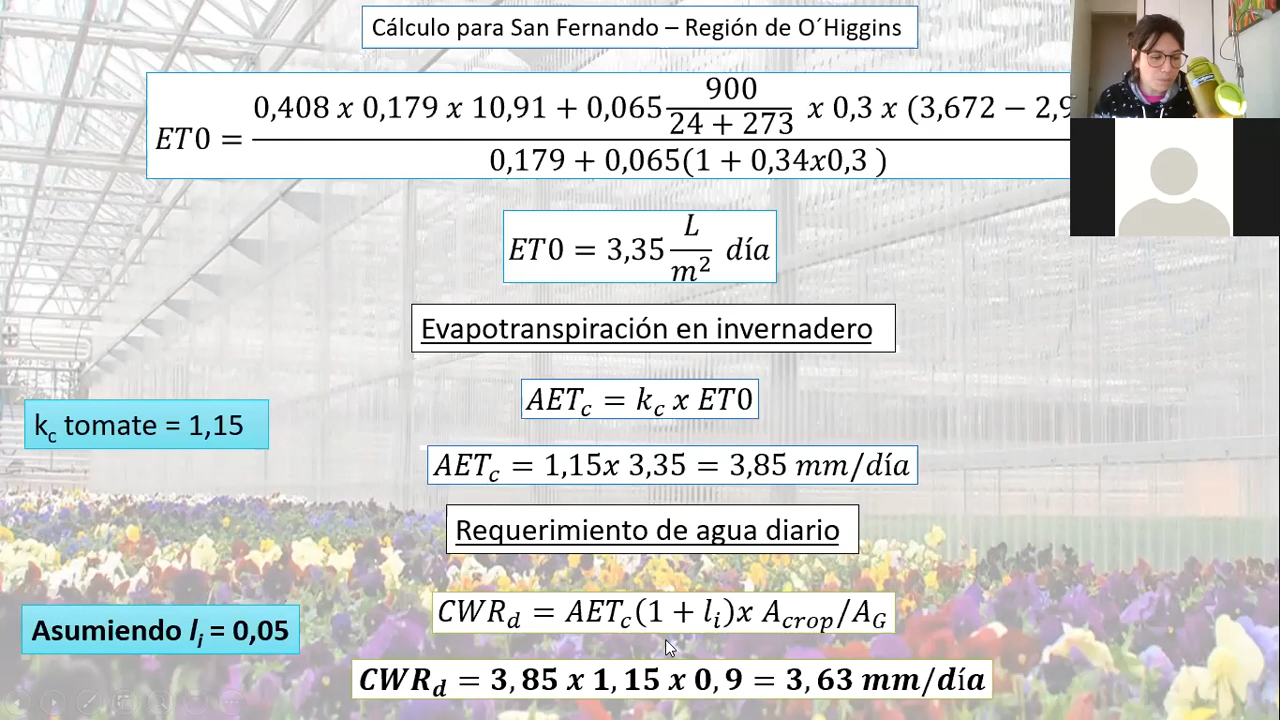 Cálculo para San Fernando – Región de O´Higgins
ET0 = (0,408 x 0,179 x 10,91 + 0,065 900/(24 + 273) x 0,3 x (3,672 − 2,9) / (0,179 + 0,065(1 + 0,34x0,3 ))
ET0 = 3,35 L/m² día
Evapotranspiración en invernadero
AET_c = k_c x ET0
k_c tomate = 1,15
AET_c = 1,15x 3,35 = 3,85 mm/día
Requerimiento de agua diario
CWR_d = AET_c(1 + l_i)x A_crop/A_G
Asumiendo l_i = 0,05
CWR_d = 3,85 x 1,15 x 0,9 = 3,63 mm/día